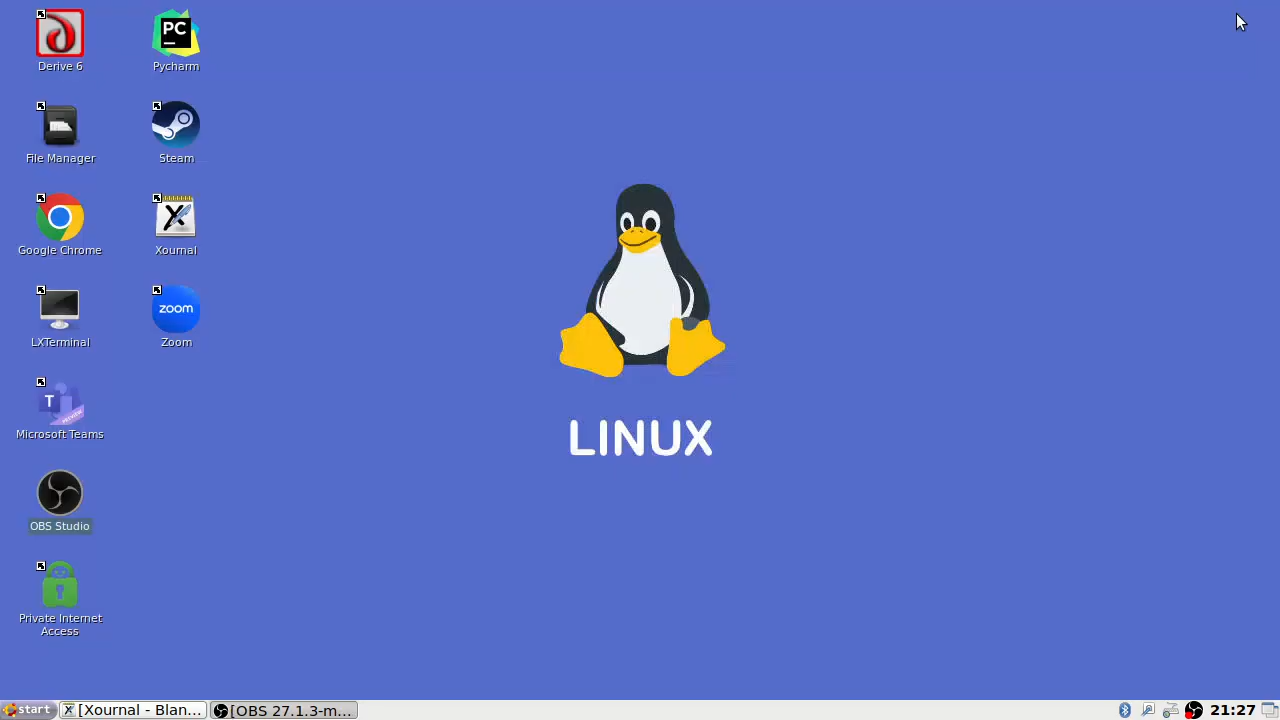 Derive 6
PC
Pycharm
File Manager
Steam
Google Chrome
X
Xournal
LXTerminal
zoom
Zoom
T
PREVIEW
Microsoft Teams
LINUX
OBS Studio
Private Internet
Access
start
[Xournal - Blan...
[OBS 27.1.3-m...
21:27